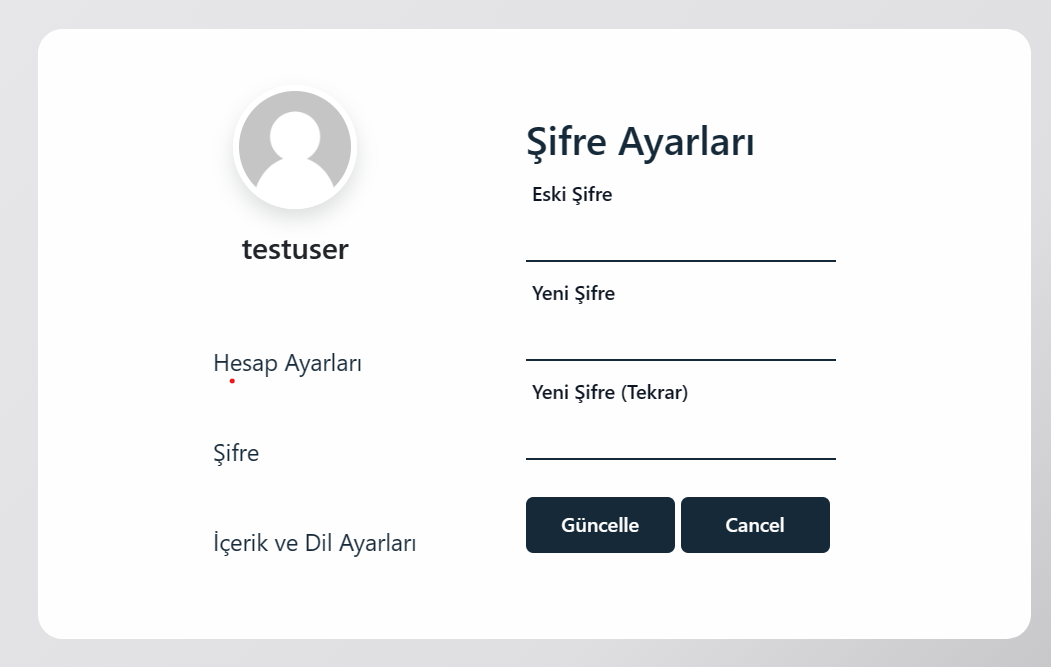 testuser
Hesap Ayarları
Şifre
İçerik ve Dil Ayarları
Şifre Ayarları
Eski Şifre
Yeni Şifre
Yeni Şifre (Tekrar)
Güncelle Cancel